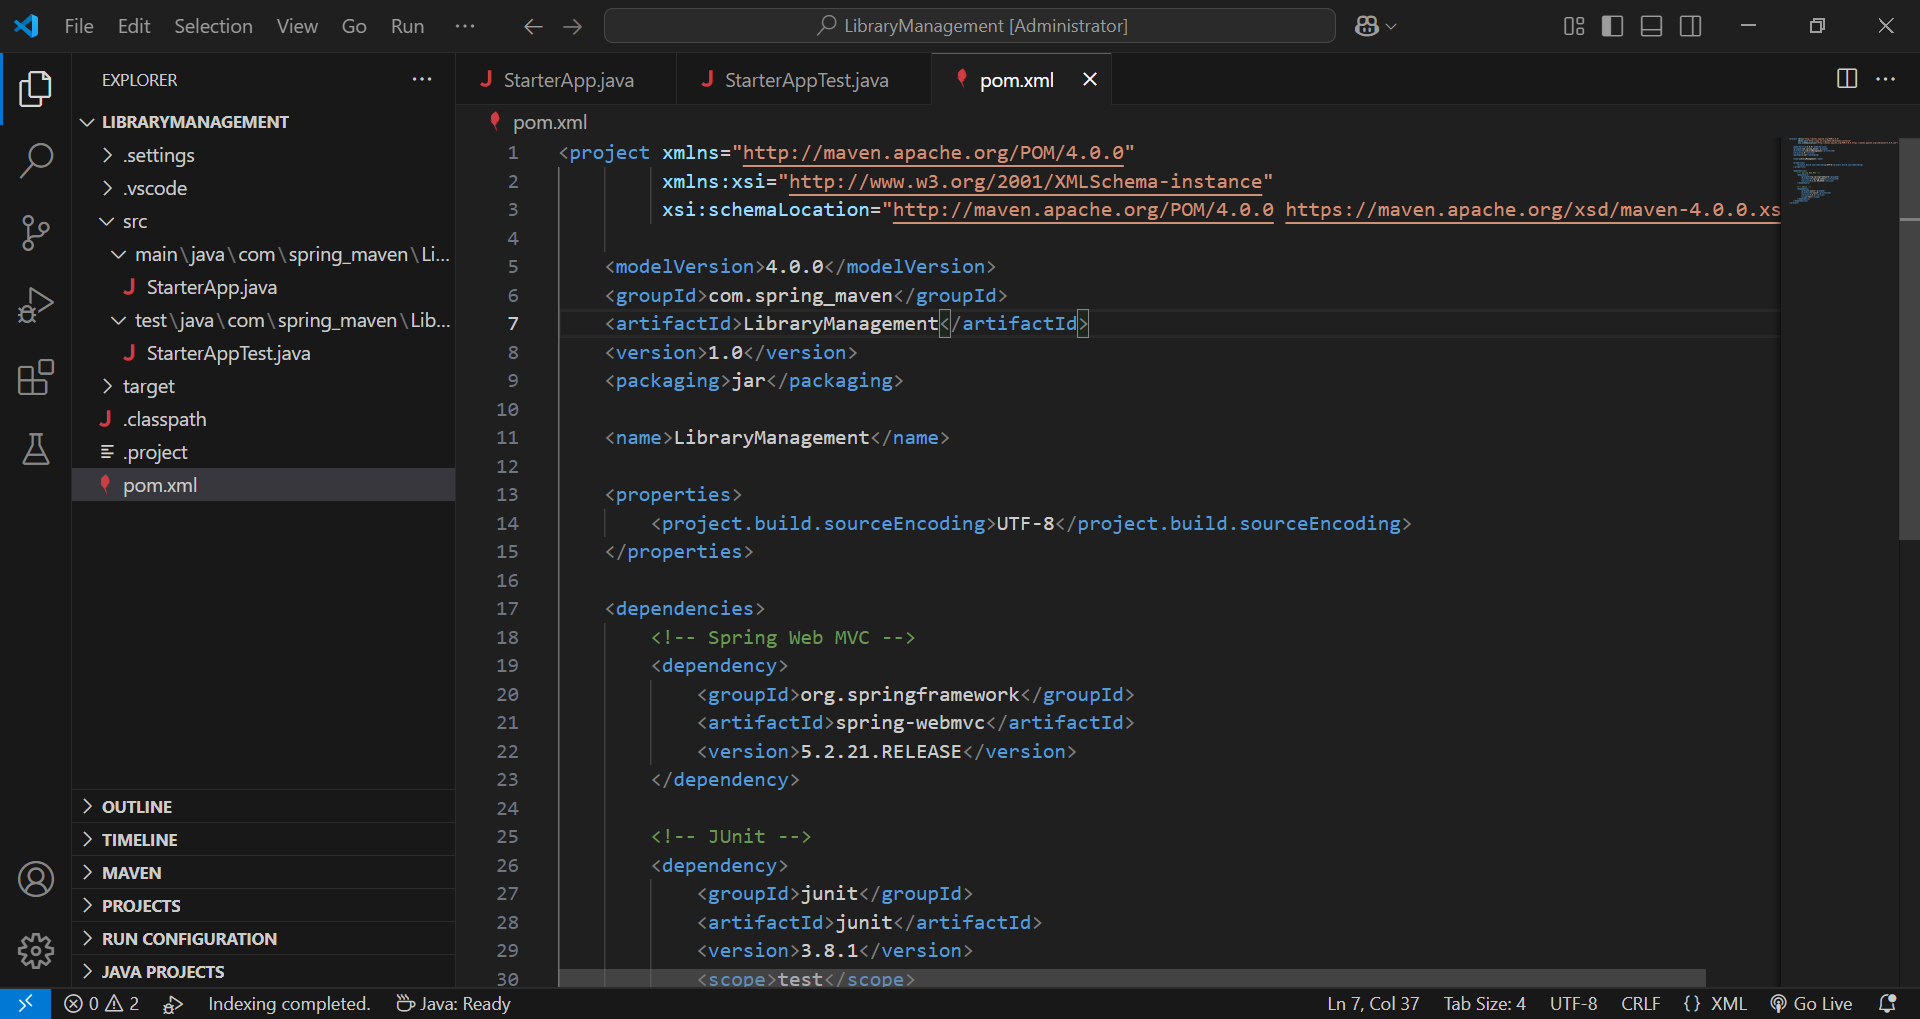 File Edit Selection View Go Run ···
LibraryManagement [Administrator]
EXPLORER
LIBRARYMANAGEMENT
.settings
.vscode
src
main\java\com\spring_maven\Li...
StarterApp.java
test\java\com\spring_maven\Lib...
StarterAppTest.java
target
.classpath
.project
pom.xml
OUTLINE
TIMELINE
MAVEN
PROJECTS
RUN CONFIGURATION
JAVA PROJECTS
StarterApp.java StarterAppTest.java pom.xml
pom.xml
1 <project xmlns="http://maven.apache.org/POM/4.0.0"
2 xmlns:xsi="http://www.w3.org/2001/XMLSchema-instance"
3 xsi:schemaLocation="http://maven.apache.org/POM/4.0.0 https://maven.apache.org/xsd/maven-4.0.0.xs
4
5 <modelVersion>4.0.0</modelVersion>
6 <groupId>com.spring_maven</groupId>
7 <artifactId>LibraryManagement</artifactId>
8 <version>1.0</version>
9 <packaging>jar</packaging>
10
11 <name>LibraryManagement</name>
12
13 <properties>
14 <project.build.sourceEncoding>UTF-8</project.build.sourceEncoding>
15 </properties>
16
17 <dependencies>
18 <!-- Spring Web MVC -->
19 <dependency>
20 <groupId>org.springframework</groupId>
21 <artifactId>spring-webmvc</artifactId>
22 <version>5.2.21.RELEASE</version>
23 </dependency>
24
25 <!-- JUnit -->
26 <dependency>
27 <groupId>junit</groupId>
28 <artifactId>junit</artifactId>
29 <version>3.8.1</version>
30 <scope>test</scope>
0 2 Indexing completed. Java: Ready
Ln 7, Col 37 Tab Size: 4 UTF-8 CRLF {} XML Go Live